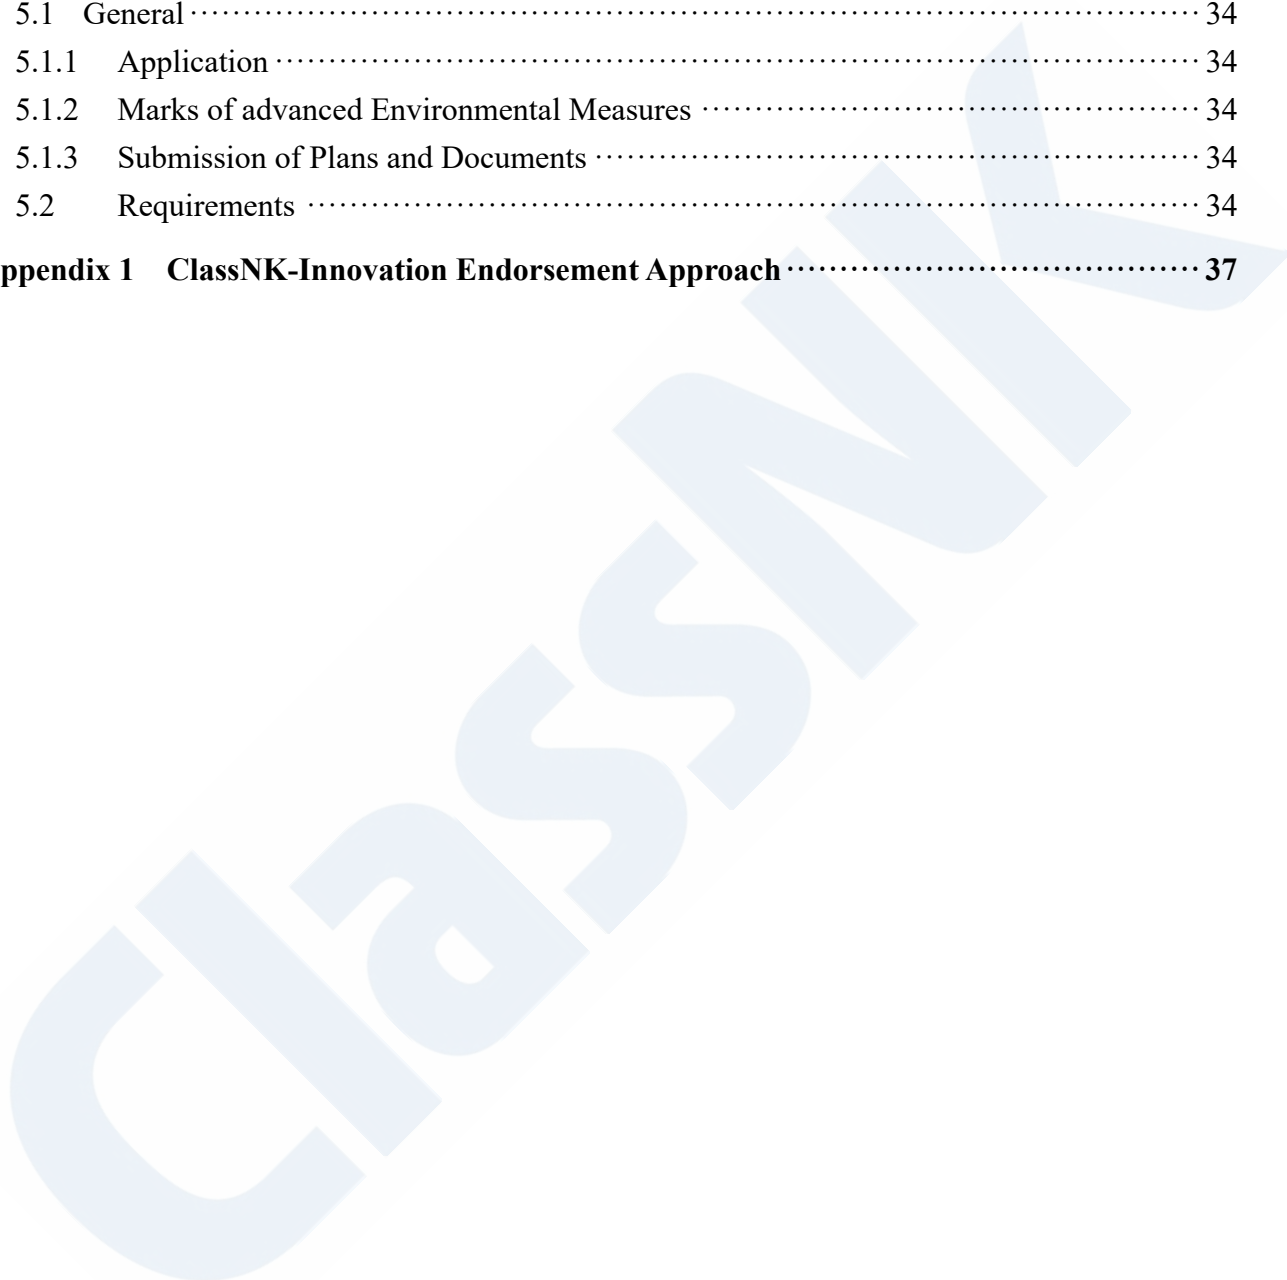 5.1 General 34
5.1.1 Application 34
5.1.2 Marks of advanced Environmental Measures 34
5.1.3 Submission of Plans and Documents 34
5.2 Requirements 34
ppendix 1 ClassNK-Innovation Endorsement Approach 37
ClassNK